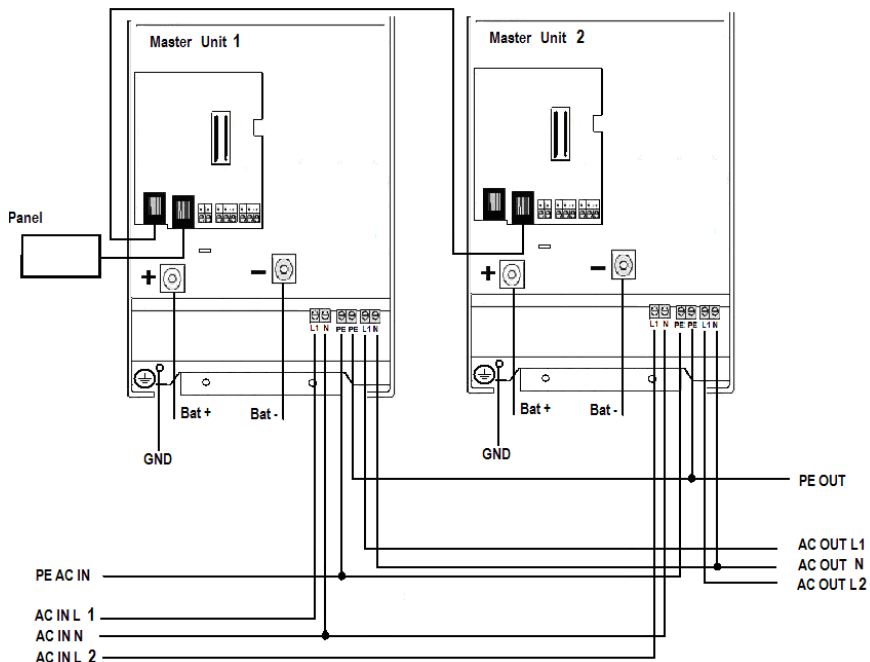 Master Unit 1
Master Unit 2
Panel
+ -
+ -
L1 N PE PE L1 N
L1 N PE PE L1 N
Bat + Bat -
Bat + Bat -
GND
GND
PE OUT
AC OUT L1
AC OUT N
AC OUT L2
PE AC IN
AC IN L 1
AC IN N
AC IN L 2